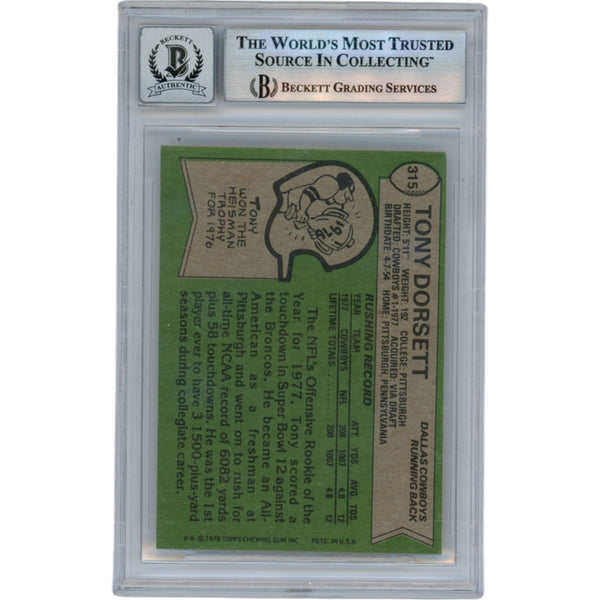 BECKETT
B
AUTHENTIC
THE WORLD'S MOST TRUSTED
SOURCE IN COLLECTING™
B BECKETT GRADING SERVICES
315
TONY DORSETT
DALLAS COWBOYS
RUNNING BACK
HEIGHT: 5'11" WEIGHT: 192 COLLEGE: PITTSBURGH
DRAFTED: COWBOYS #1-1977 ACQUIRED: VIA DRAFT
BIRTHDATE: 4-7-54 HOME: PITTSBURGH, PENNSYLVANIA
RUSHING RECORD
YEAR TEAM ATT. YDS. AVG. TDS
1977 COWBOYS NFL 208 1007 4.8 12
LIFETIME TOTALS 208 1007 4.8 12
1976
TONY
WON THE
HEISMAN
TROPHY
FOR 1976.
The NFL's Offensive Rookie of the
Year for 1977, Tony scored a
touchdown in Super Bowl 12 against
the Broncos. He became an All-
American as a freshman at
Pittsburgh and went on to rush for
all-time NCAA record of 6082 yards
plus 58 touchdowns. He was the 1st
player ever to have 3 1500-plus-yard
seasons during collegiate career.
©1978 TOPPS CHEWING GUM INC. PRTD. IN U.S.A.